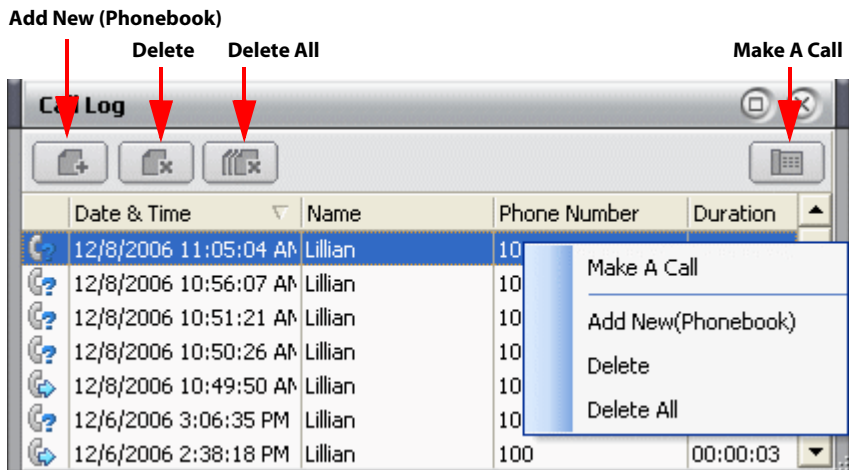 Add New (Phonebook)
Delete Delete All Make A Call
Call Log
Date & Time Name Phone Number Duration
12/8/2006 11:05:04 AM Lillian 10
Make A Call
12/8/2006 10:56:07 AM Lillian 10
12/8/2006 10:51:21 AM Lillian 10
Add New(Phonebook)
12/8/2006 10:50:26 AM Lillian 10
Delete
12/8/2006 10:49:50 AM Lillian 10
Delete All
12/6/2006 3:06:35 PM Lillian 10
12/6/2006 2:38:18 PM Lillian 100 00:00:03